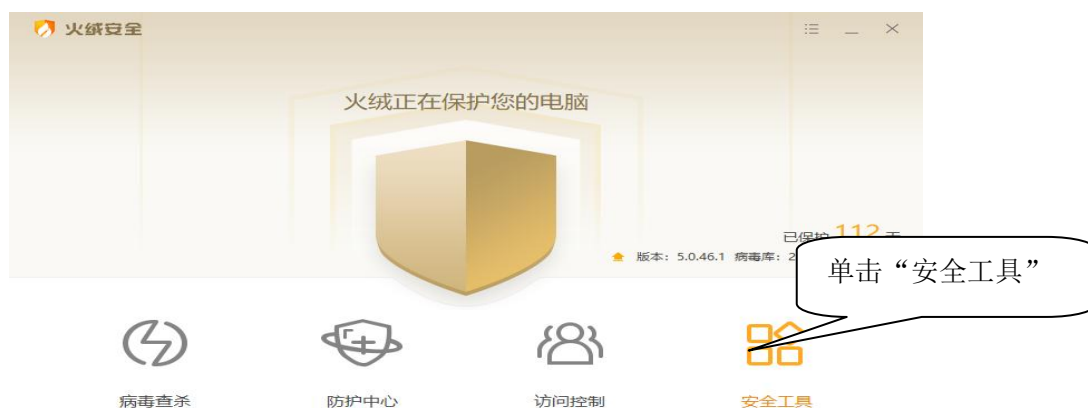 火绒安全
火绒正在保护您的电脑
已保护 112 天
版本：5.0.46.1 病毒库：2
单击“安全工具”
病毒查杀
防护中心
访问控制
安全工具